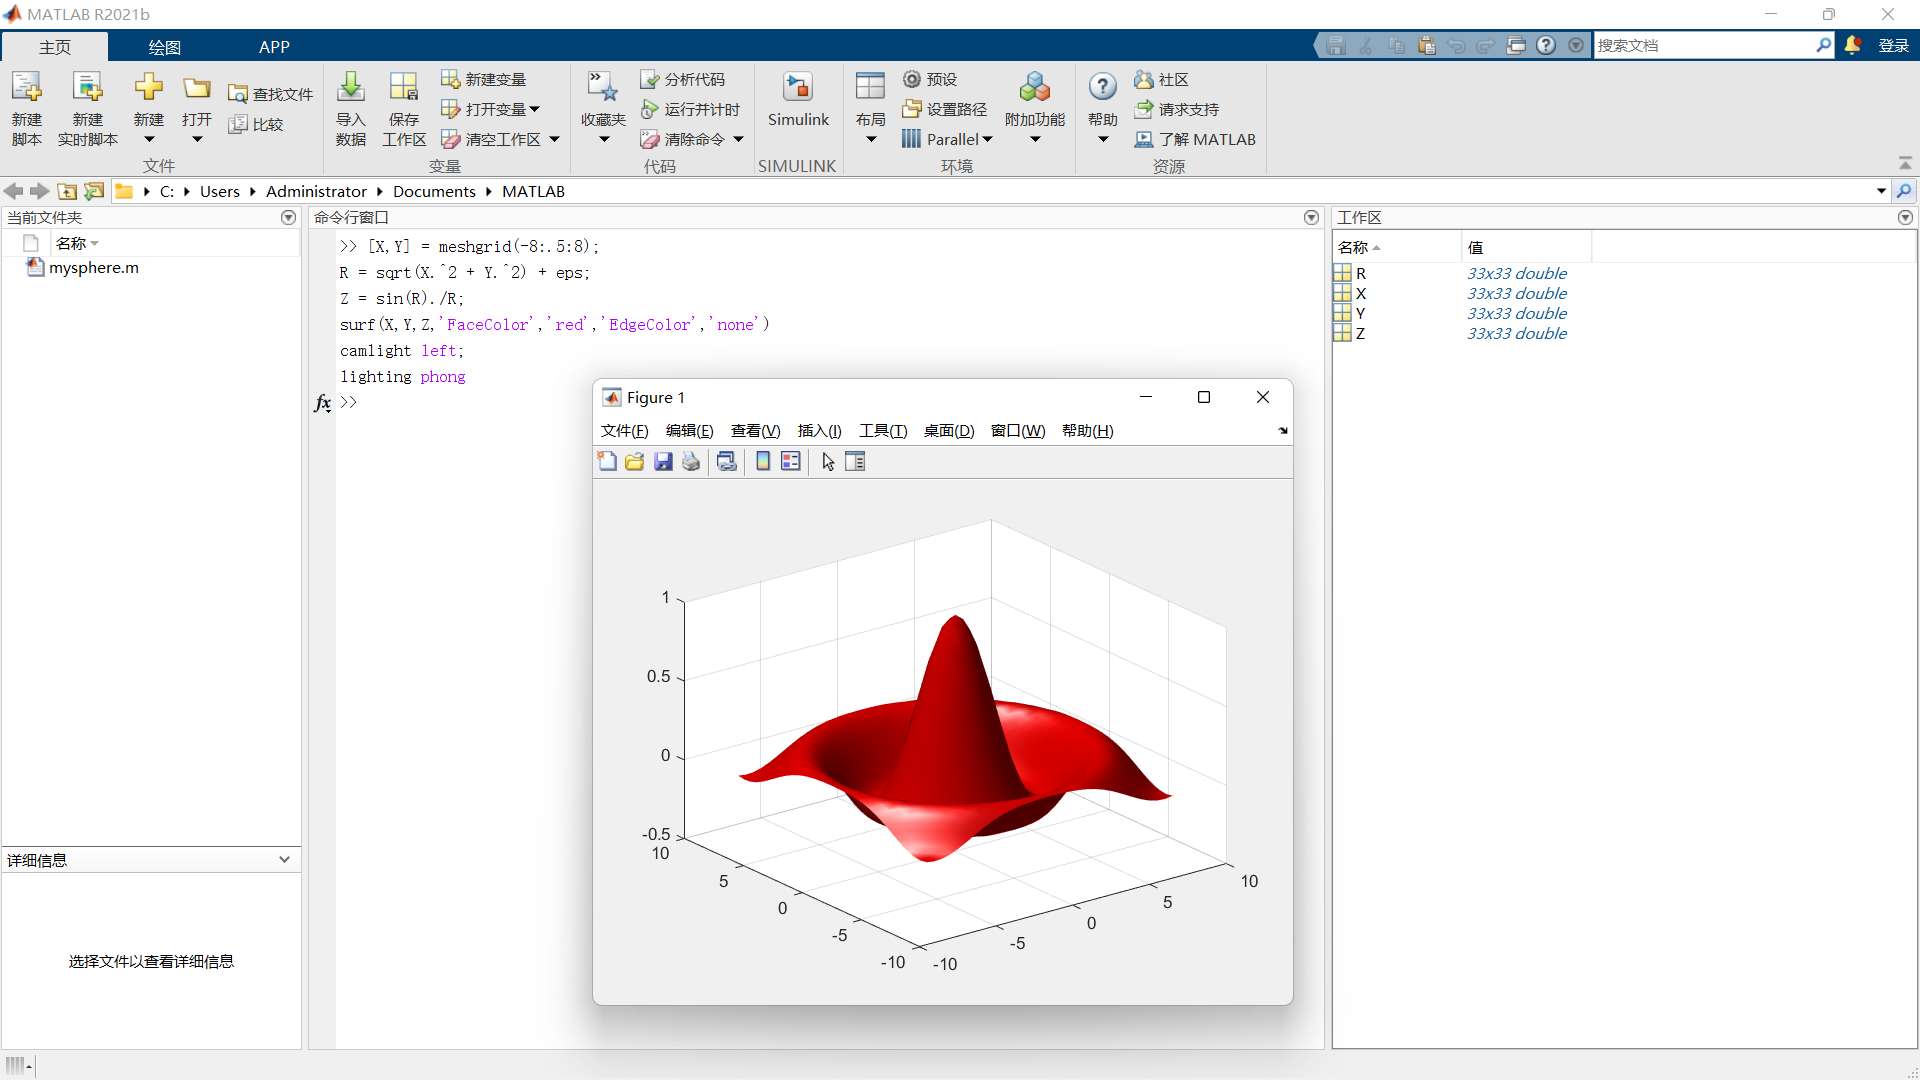 MATLAB R2021b
主页 绘图 APP
搜索文档 登录
新建脚本
新建实时脚本
新建
打开
查找文件
比较
文件
导入数据
保存工作区
新建变量
打开变量
清空工作区
变量
收藏夹
分析代码
运行并计时
清除命令
代码
Simulink
SIMULINK
布局
预设
设置路径
Parallel
附加功能
环境
帮助
社区
请求支持
了解 MATLAB
资源
C: Users Administrator Documents MATLAB
当前文件夹
名称
mysphere.m
详细信息
选择文件以查看详细信息
命令行窗口
>> [X,Y] = meshgrid(-8:.5:8);
R = sqrt(X.^2 + Y.^2) + eps;
Z = sin(R)./R;
surf(X,Y,Z,'FaceColor','red','EdgeColor','none')
camlight left;
lighting phong
fx >>
Figure 1
文件(F) 编辑(E) 查看(V) 插入(I) 工具(T) 桌面(D) 窗口(W) 帮助(H)
1
0.5
0
-0.5
10
5
0
-5
-10
-10
-5
0
5
10
工作区
名称 值
R 33x33 double
X 33x33 double
Y 33x33 double
Z 33x33 double